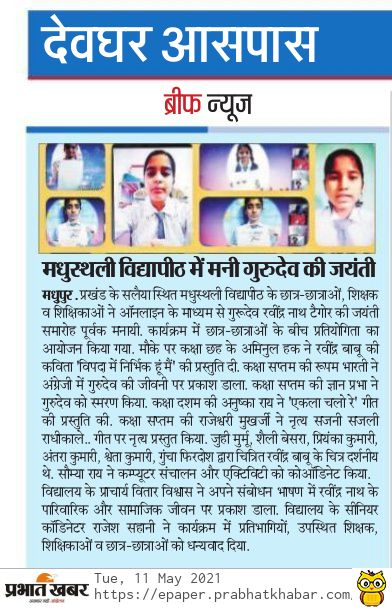 देवघर आसपास
ब्रीफ न्यूज
मधुस्थली विद्यापीठ में मनी गुरुदेव की जयंती
मधुपुर. प्रखंड के सलैया स्थित मधुस्थली विद्यापीठ के छात्र-छात्राओं, शिक्षक
व शिक्षिकाओं ने ऑनलाइन के माध्यम से गुरूदेव रवींद्र नाथ टैगोर की जयंती
समारोह पूर्वक मनायी. कार्यक्रम में छात्र-छात्राओं के बीच प्रतियोगिता का
आयोजन किया गया. मौके पर कक्षा छह के अमिनुल हक ने रवींद्र बाबू की
कविता 'विपदा में निर्भिक हूं मैं' की प्रस्तुति दी. कक्षा सप्तम की रूपम भारती ने
अंग्रेजी में गुरुदेव की जीवनी पर प्रकाश डाला. कक्षा सप्तम की ज्ञान प्रभा ने
गुरुदेव को स्मरण किया. कक्षा दशम की अनुष्का राय ने 'एकला चलो रे' गीत
की प्रस्तुति की. कक्षा सप्तम की राजेश्वरी मुखर्जी ने नृत्य सजनी सजली
राधीकाले.. गीत पर नृत्य प्रस्तुत किया. जुही मुर्मू, शैली बेसरा, प्रियंका कुमारी,
अंतरा कुमारी, श्वेता कुमारी, गुंचा फिरदोश द्वारा चित्रित रवींद्र बाबू के चित्र दर्शनीय
थे. सौम्या राय ने कम्प्यूटर संचालन और एक्टिविटी को कोऑडिनेट किया.
विद्यालय के प्राचार्य वितार विश्वास ने अपने संबोधन भाषण में रवींद्र नाथ के
पारिवारिक और सामाजिक जीवन पर प्रकाश डाला. विद्यालय के सीनियर
कॉडिनेटर राजेश सहानी ने कार्यक्रम में प्रतिभागियों, उपस्थित शिक्षक,
शिक्षिकाओं व छात्र-छात्राओं को धन्यवाद दिया.
प्रभात खबर
Tue, 11 May 2021
https://epaper.prabhatkhabar.com